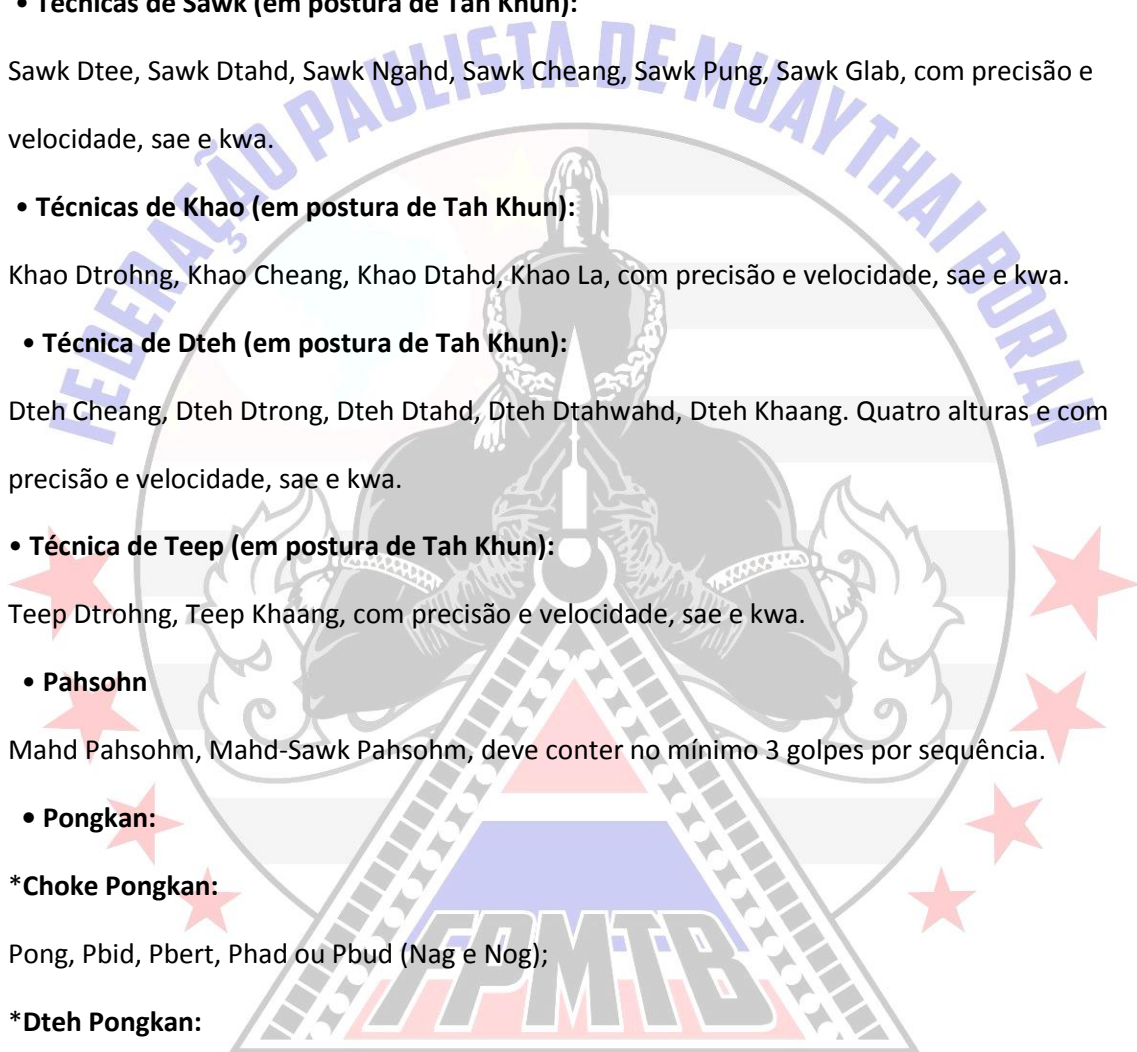 • Técnicas de Sawk (em postura de Tah Khun):
Sawk Dtee, Sawk Dtahd, Sawk Ngahd, Sawk Cheang, Sawk Pung, Sawk Glab, com precisão e
velocidade, sae e kwa.
• Técnicas de Khao (em postura de Tah Khun):
Khao Dtrohng, Khao Cheang, Khao Dtahd, Khao La, com precisão e velocidade, sae e kwa.
• Técnica de Dteh (em postura de Tah Khun):
Dteh Cheang, Dteh Dtrong, Dteh Dtahd, Dteh Dtahwahd, Dteh Khaang. Quatro alturas e com
precisão e velocidade, sae e kwa.
• Técnica de Teep (em postura de Tah Khun):
Teep Dtrohng, Teep Khaang, com precisão e velocidade, sae e kwa.
• Pahsohn
Mahd Pahsohm, Mahd-Sawk Pahsohm, deve conter no mínimo 3 golpes por sequência.
• Pongkan:
*Choke Pongkan:
Pong, Pbid, Pbert, Phad ou Pbud (Nag e Nog);
*Dteh Pongkan:
FEDERAÇÃO PAULISTA DE MUAY THAI BORAN
FPMTB